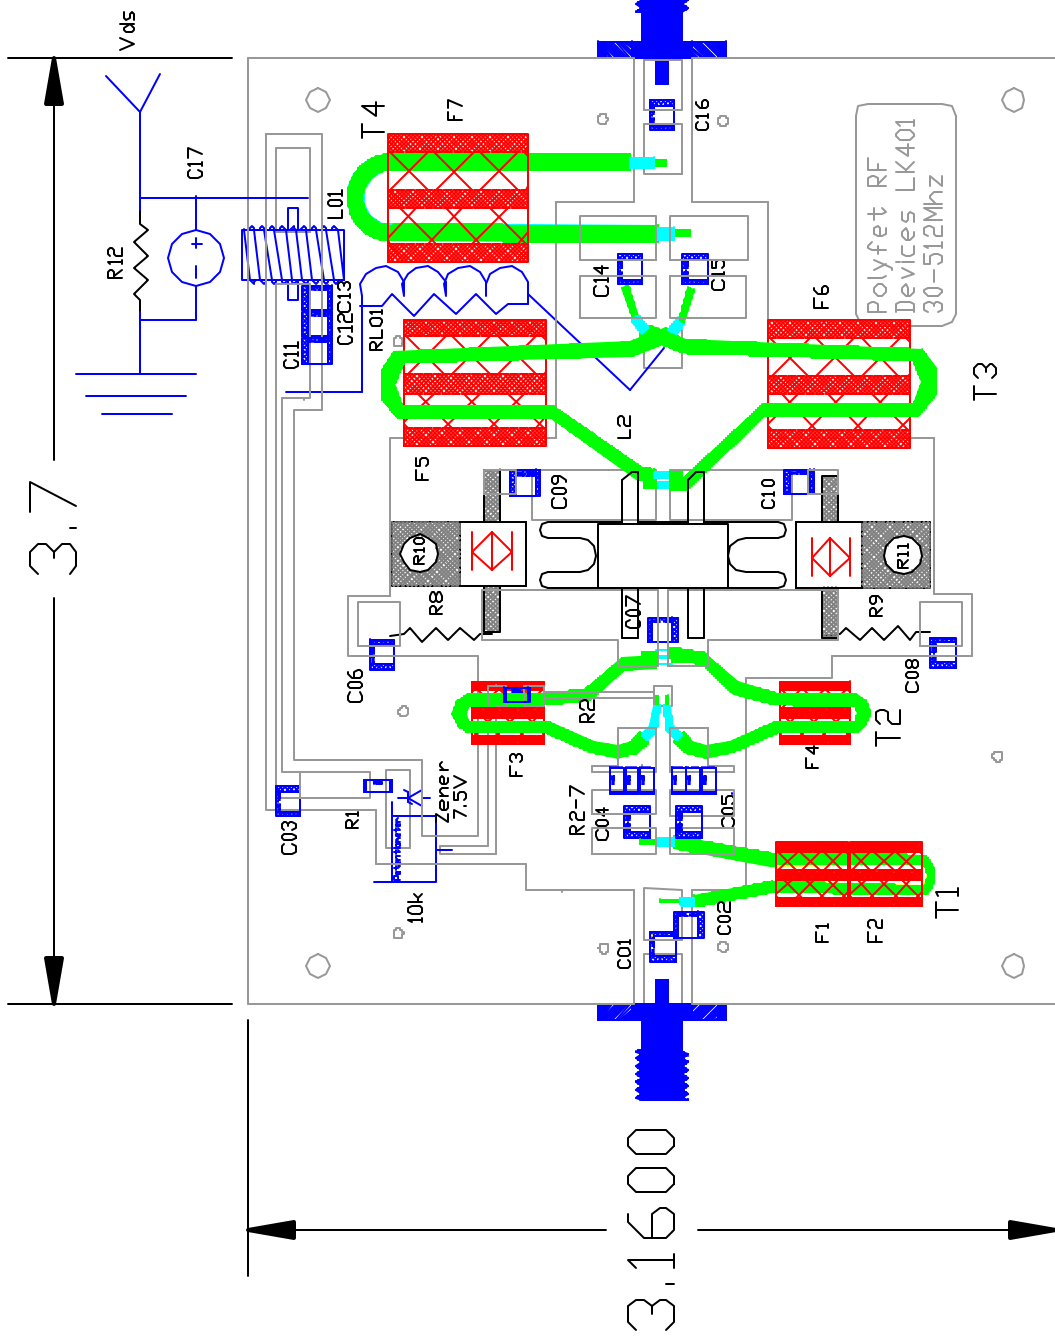 Vds
C17
R12
T4
F7
C16
L01
Polyfet RF
Devices LK401
30-512Mhz
C14
C15
C13
C12
C11
RL01
F6
T3
F5
L2
C09
C10
R10
R11
R8
R9
C07
C06
C08
R2
T2
F3
F4
Zener
7.5V
R1
C03
10k
R2-7
C04
C05
T1
C02
C01
F1
F2
3.7
3.1600